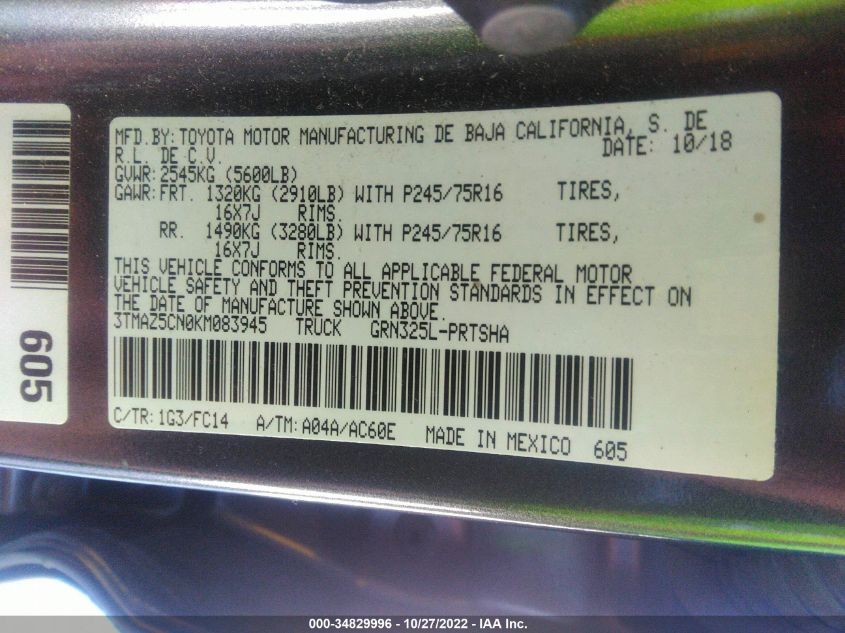 MFD.BY: TOYOTA MOTOR MANUFACTURING DE BAJA CALIFORNIA, S. DE
R.L. DE C.V.
DATE: 10/18
GVWR: 2545KG (5600LB)
GAWR: FRT. 1320KG (2910LB) WITH P245/75R16 TIRES,
16X7J RIMS.
RR. 1490KG (3280LB) WITH P245/75R16 TIRES,
16X7J RIMS.
THIS VEHICLE CONFORMS TO ALL APPLICABLE FEDERAL MOTOR
VEHICLE SAFETY AND THEFT PREVENTION STANDARDS IN EFFECT ON
THE DATE OF MANUFACTURE SHOWN ABOVE.
3TMAZ5CN0KM083945 TRUCK GRN325L-PRTSHA
C/TR: 1G3/FC14 A/TM: A04A/AC60E MADE IN MEXICO 605
605
000-34829996 - 10/27/2022 - IAA Inc.